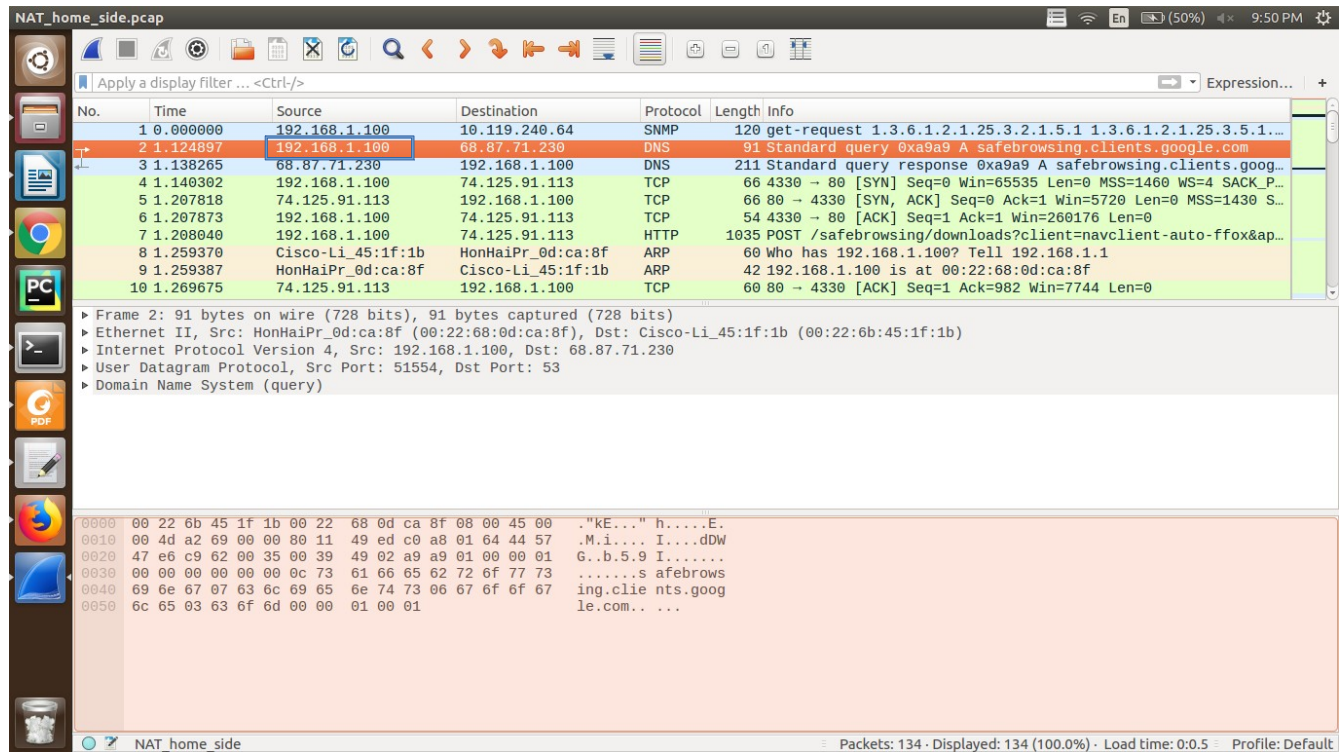 NAT_home_side.pcap En (50%) 9:50 PM
Apply a display filter ... <Ctrl-/> Expression... +
No. Time Source Destination Protocol Length Info
1 0.000000 192.168.1.100 10.119.240.64 SNMP 120 get-request 1.3.6.1.2.1.25.3.2.1.5.1 1.3.6.1.2.1.25.3.5.1.…
2 1.124897 192.168.1.100 68.87.71.230 DNS 91 Standard query 0xa9a9 A safebrowsing.clients.google.com
3 1.138265 68.87.71.230 192.168.1.100 DNS 211 Standard query response 0xa9a9 A safebrowsing.clients.goog…
4 1.140302 192.168.1.100 74.125.91.113 TCP 66 4330 → 80 [SYN] Seq=0 Win=65535 Len=0 MSS=1460 WS=4 SACK_P…
5 1.207818 74.125.91.113 192.168.1.100 TCP 66 80 → 4330 [SYN, ACK] Seq=0 Ack=1 Win=5720 Len=0 MSS=1430 S…
6 1.207873 192.168.1.100 74.125.91.113 TCP 54 4330 → 80 [ACK] Seq=1 Ack=1 Win=260176 Len=0
7 1.208040 192.168.1.100 74.125.91.113 HTTP 1035 POST /safebrowsing/downloads?client=navclient-auto-ffox&ap…
8 1.259370 Cisco-Li_45:1f:1b HonHaiPr_0d:ca:8f ARP 60 Who has 192.168.1.100? Tell 192.168.1.1
9 1.259387 HonHaiPr_0d:ca:8f Cisco-Li_45:1f:1b ARP 42 192.168.1.100 is at 00:22:68:0d:ca:8f
10 1.269675 74.125.91.113 192.168.1.100 TCP 60 80 → 4330 [ACK] Seq=1 Ack=982 Win=7744 Len=0
PC
Frame 2: 91 bytes on wire (728 bits), 91 bytes captured (728 bits)
Ethernet II, Src: HonHaiPr_0d:ca:8f (00:22:68:0d:ca:8f), Dst: Cisco-Li_45:1f:1b (00:22:6b:45:1f:1b)
Internet Protocol Version 4, Src: 192.168.1.100, Dst: 68.87.71.230
User Datagram Protocol, Src Port: 51554, Dst Port: 53
Domain Name System (query)
PDF
0000 00 22 6b 45 1f 1b 00 22 68 0d ca 8f 08 00 45 00 ."kE..." h.....E.
0010 00 4d a2 69 00 00 80 11 49 ed c0 a8 01 64 44 57 .M.i.... I....dDW
0020 47 e6 c9 62 00 35 00 39 49 02 a9 a9 01 00 00 01 G..b.5.9 I.......
0030 00 00 00 00 00 00 0c 73 61 66 65 62 72 6f 77 73 .......s afebrows
0040 69 6e 67 07 63 6c 69 65 6e 74 73 06 67 6f 6f 67 ing.clie nts.goog
0050 6c 65 03 63 6f 6d 00 00 01 00 01 le.com.. ...
NAT_home_side Packets: 134 · Displayed: 134 (100.0%) · Load time: 0:0.5 Profile: Default